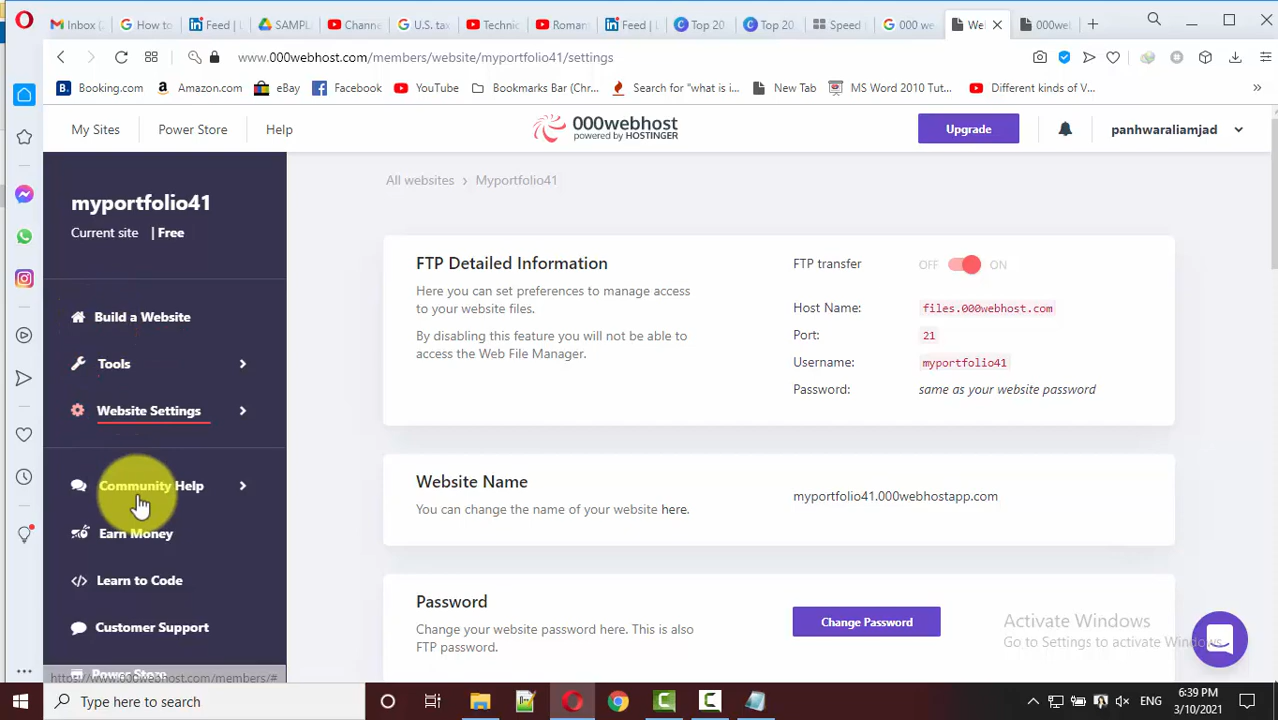 Inbox (
How to
Feed | L
SAMPL
Channe
U.S. tax
Technic
Roman
Feed | L
Top 20
Top 20
Speed
000 we
We
000we
www.000webhost.com/members/website/myportfolio41/settings
Booking.com
Amazon.com
eBay
Facebook
YouTube
Bookmarks Bar (Chr...
Search for "what is i...
New Tab
MS Word 2010 Tut...
Different kinds of V...
»
My Sites
Power Store
Help
000webhost
powered by HOSTINGER
Upgrade
panhwaraliamjad
myportfolio41
Current site | Free
Build a Website
Tools
Website Settings
Community Help
Earn Money
Learn to Code
Customer Support
Power Store
https://www.000webhost.com/members/#
All websites > Myportfolio41
FTP Detailed Information
Here you can set preferences to manage access
to your website files.
By disabling this feature you will not be able to
access the Web File Manager.
FTP transfer OFF ON
Host Name: files.000webhost.com
Port: 21
Username: myportfolio41
Password: same as your website password
Website Name
You can change the name of your website here.
myportfolio41.000webhostapp.com
Password
Change your website password here. This is also
FTP password.
Change Password
Activate Windows
Go to Settings to activate Windows.
Type here to search
ENG
6:39 PM
3/10/2021